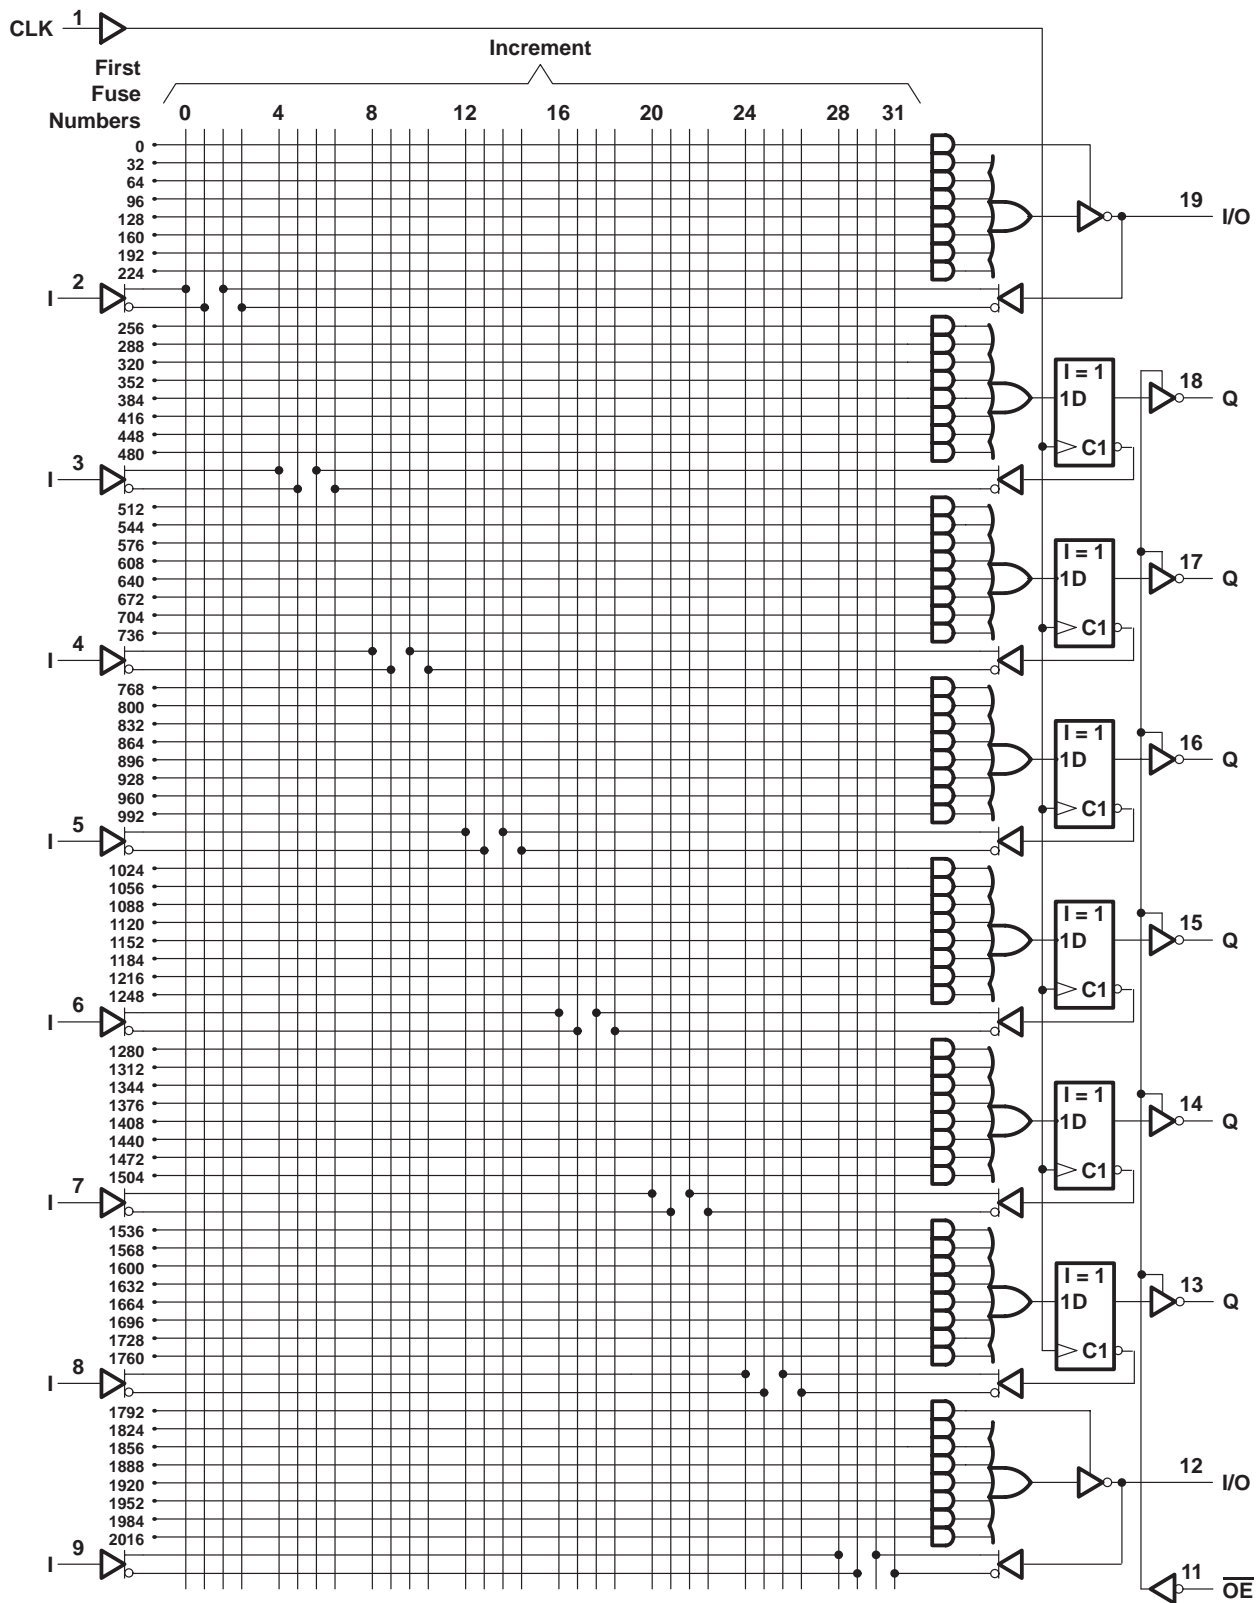 CLK 1
Increment
First
Fuse
Numbers
0 4 8 12 16 20 24 28 31
0
32
64
96
128
160
192
224
19 I/O
I 2
256
288
320
352
384
416
448
480
I = 1
1D
C1
18 Q
I 3
512
544
576
608
640
672
704
736
I = 1
1D
C1
17 Q
I 4
768
800
832
864
896
928
960
992
I = 1
1D
C1
16 Q
I 5
1024
1056
1088
1120
1152
1184
1216
1248
I = 1
1D
C1
15 Q
I 6
1280
1312
1344
1376
1408
1440
1472
1504
I = 1
1D
C1
14 Q
I 7
1536
1568
1600
1632
1664
1696
1728
1760
I = 1
1D
C1
13 Q
I 8
1792
1824
1856
1888
1920
1952
1984
2016
12 I/O
I 9
11 O̅E̅